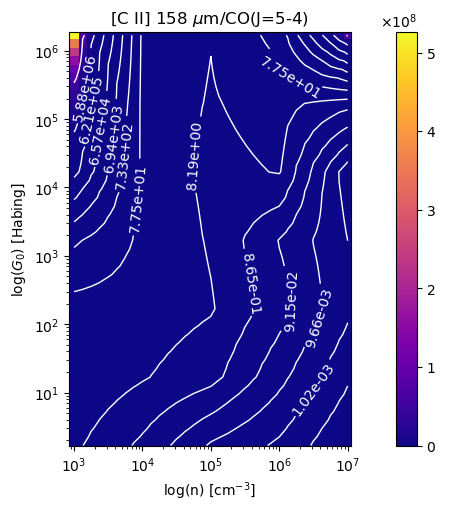 [C II] 158 μm/CO(J=5-4)
×10⁸
log(G₀) [Habing]
10⁶
10⁵
10⁴
10³
10²
10¹
5.88e+06
6.21e+05
6.57e+04
6.94e+03
7.33e+02
7.75e+01
8.19e+00
7.75e+01
8.65e-01
9.15e-02
9.66e-03
1.02e-03
5
4
3
2
1
0
10³ 10⁴ 10⁵ 10⁶ 10⁷
log(n) [cm⁻³]